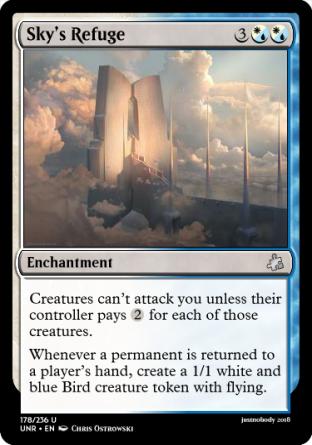 Sky's Refuge 3
Enchantment
Creatures can't attack you unless their
controller pays 2 for each of those
creatures.
Whenever a permanent is returned to
a player's hand, create a 1/1 white and
blue Bird creature token with flying.
178/236 U justnobody 2018
UNR • EN Chris Ostrowski